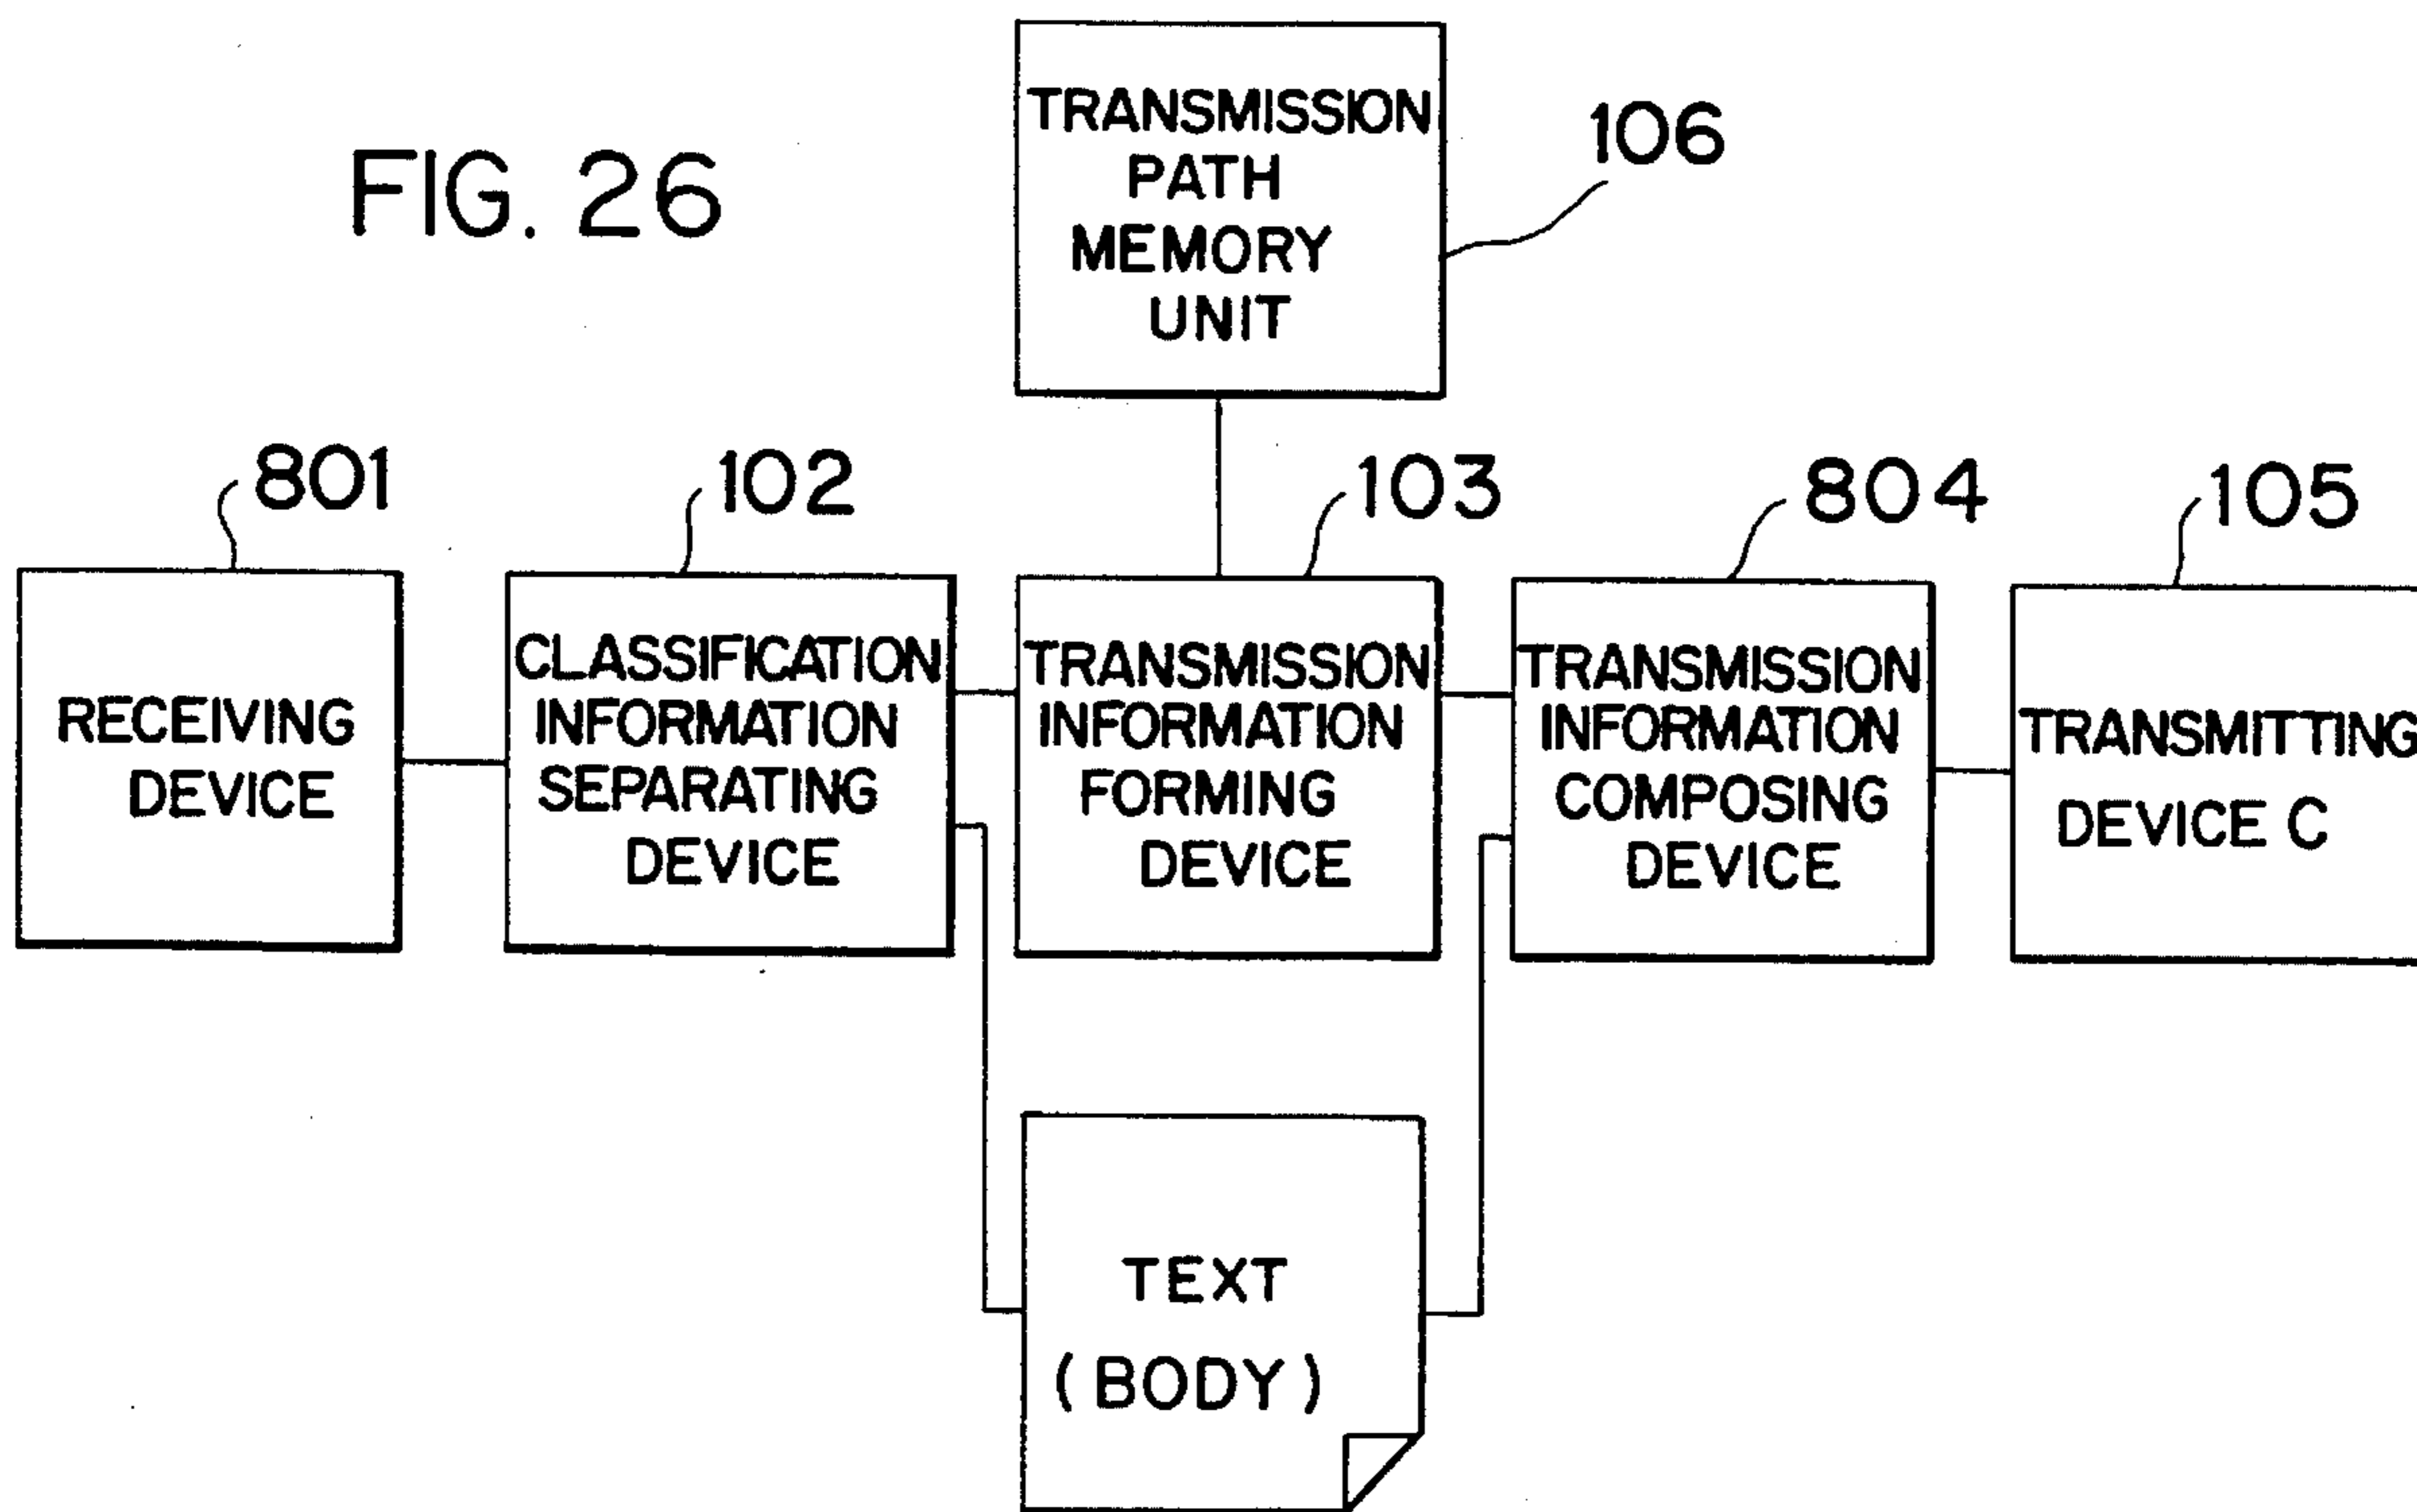 FIG. 26
TRANSMISSION
PATH
MEMORY
UNIT
106
801
102
103
804
105
RECEIVING
DEVICE
CLASSIFICATION
INFORMATION
SEPARATING
DEVICE
TRANSMISSION
INFORMATION
FORMING
DEVICE
TRANSMISSION
INFORMATION
COMPOSING
DEVICE
TRANSMITTING
DEVICE C
TEXT
(BODY)